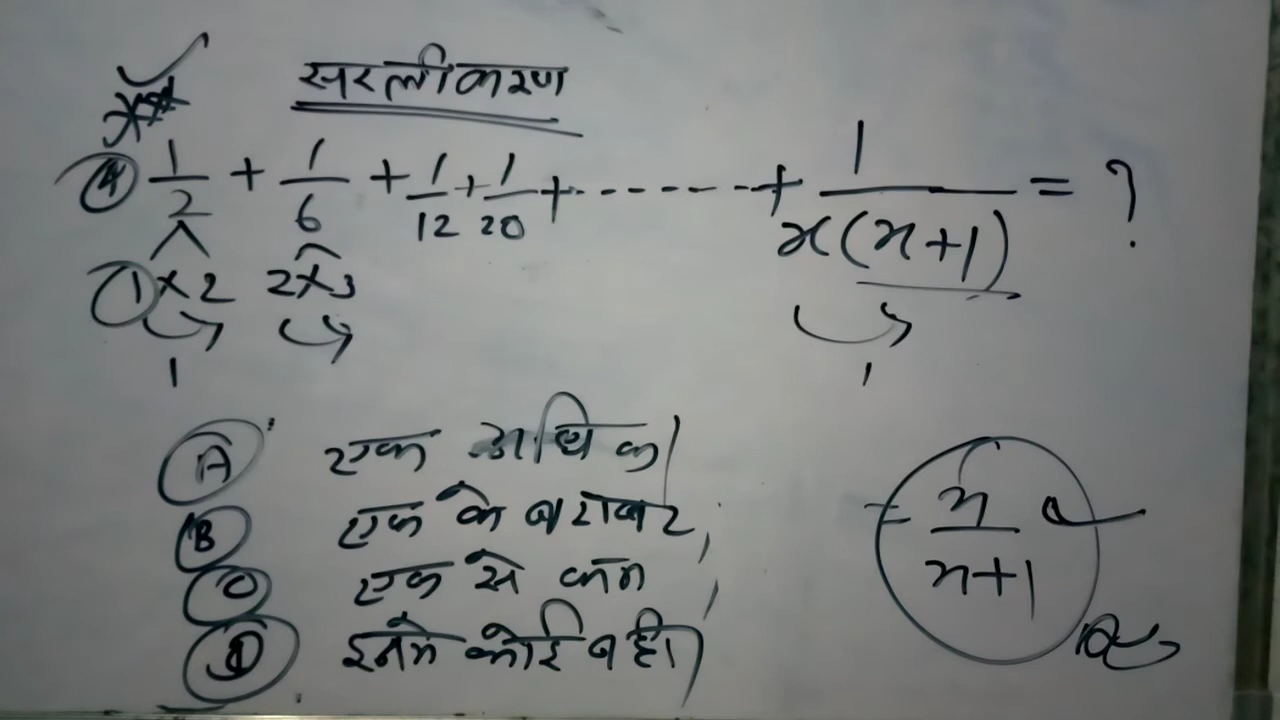 सरलीकरण
④ 1/2 + 1/6 + 1/12 + 1/20 + ------- + 1/x(x+1) = ?
1×2 2×3
1 1
Ⓐ एक अधिक
Ⓑ एक के बराबर
Ⓒ एक से कम
Ⓓ इनमे कोई नही
= x/x+1